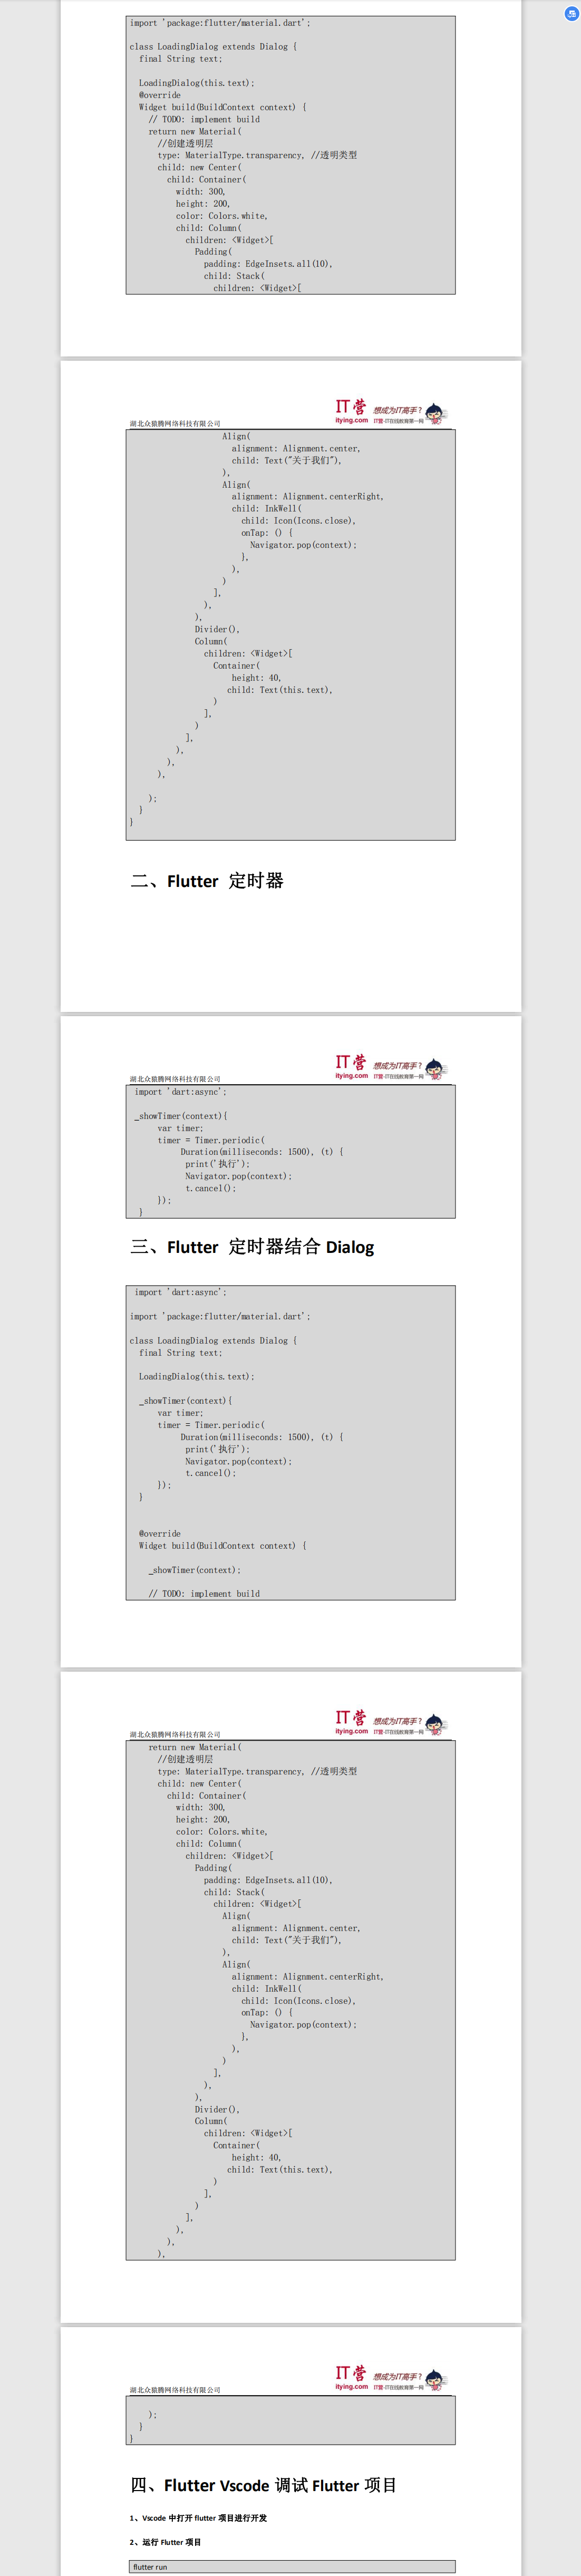 import 'package:flutter/material.dart';
class LoadingDialog extends Dialog {
final String text;
LoadingDialog(this.text);
@override
Widget build(BuildContext context) {
// TODO: implement build
return new Material(
//创建透明层
type: MaterialType.transparency, //透明类型
child: new Center(
child: Container(
width: 300,
height: 200,
color: Colors.white,
child: Column(
children: <Widget>[
Padding(
padding: EdgeInsets.all(10),
child: Stack(
children: <Widget>[
湖北众猿腾网络科技有限公司
IT营 想成为IT高手?
itying.com IT营-IT在线教育第一网
Align(
alignment: Alignment.center,
child: Text("关于我们"),
),
Align(
alignment: Alignment.centerRight,
child: InkWell(
child: Icon(Icons.close),
onTap: () {
Navigator.pop(context);
},
),
)
],
),
),
Divider(),
Column(
children: <Widget>[
Container(
height: 40,
child: Text(this.text),
)
],
)
],
),
),
),
);
}
}
二、Flutter 定时器
湖北众猿腾网络科技有限公司
IT营 想成为IT高手?
itying.com IT营-IT在线教育第一网
import 'dart:async';
_showTimer(context){
var timer;
timer = Timer.periodic(
Duration(milliseconds: 1500), (t) {
print('执行');
Navigator.pop(context);
t.cancel();
});
}
三、Flutter 定时器结合 Dialog
import 'dart:async';
import 'package:flutter/material.dart';
class LoadingDialog extends Dialog {
final String text;
LoadingDialog(this.text);
_showTimer(context){
var timer;
timer = Timer.periodic(
Duration(milliseconds: 1500), (t) {
print('执行');
Navigator.pop(context);
t.cancel();
});
}
@override
Widget build(BuildContext context) {
_showTimer(context);
// TODO: implement build
湖北众猿腾网络科技有限公司
IT营 想成为IT高手?
itying.com IT营-IT在线教育第一网
return new Material(
//创建透明层
type: MaterialType.transparency, //透明类型
child: new Center(
child: Container(
width: 300,
height: 200,
color: Colors.white,
child: Column(
children: <Widget>[
Padding(
padding: EdgeInsets.all(10),
child: Stack(
children: <Widget>[
Align(
alignment: Alignment.center,
child: Text("关于我们"),
),
Align(
alignment: Alignment.centerRight,
child: InkWell(
child: Icon(Icons.close),
onTap: () {
Navigator.pop(context);
},
),
)
],
),
),
Divider(),
Column(
children: <Widget>[
Container(
height: 40,
child: Text(this.text),
)
],
)
],
),
),
),
湖北众猿腾网络科技有限公司
IT营 想成为IT高手?
itying.com IT营-IT在线教育第一网
);
}
}
四、Flutter Vscode 调试 Flutter 项目
1、Vscode 中打开 flutter 项目进行开发
2、运行 Flutter 项目
flutter run